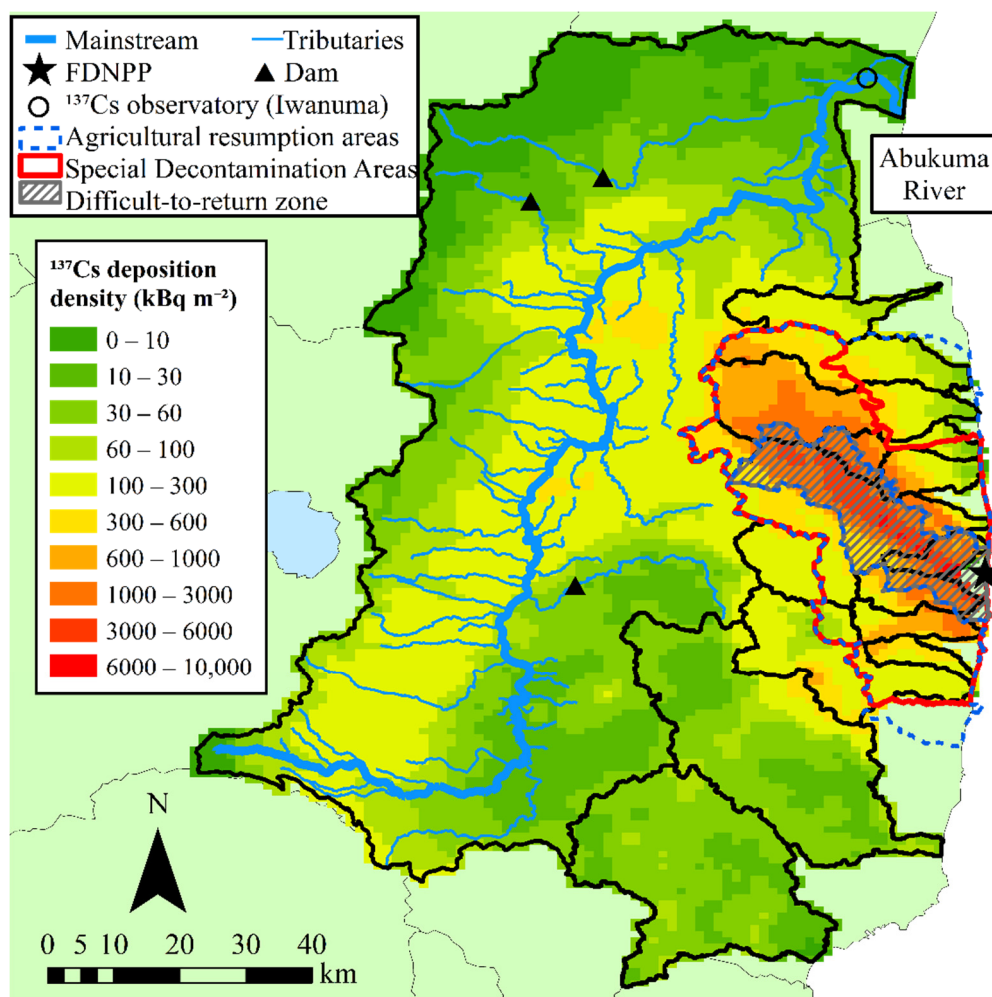 Mainstream
Tributaries
FDNPP
Dam
¹³⁷Cs observatory (Iwanuma)
Agricultural resumption areas
Special Decontamination Areas
Difficult-to-return zone
Abukuma
River
¹³⁷Cs deposition
density (kBq m⁻²)
0 – 10
10 – 30
30 – 60
60 – 100
100 – 300
300 – 600
600 – 1000
1000 – 3000
3000 – 6000
6000 – 10,000
N
0 5 10 20 30 40
km